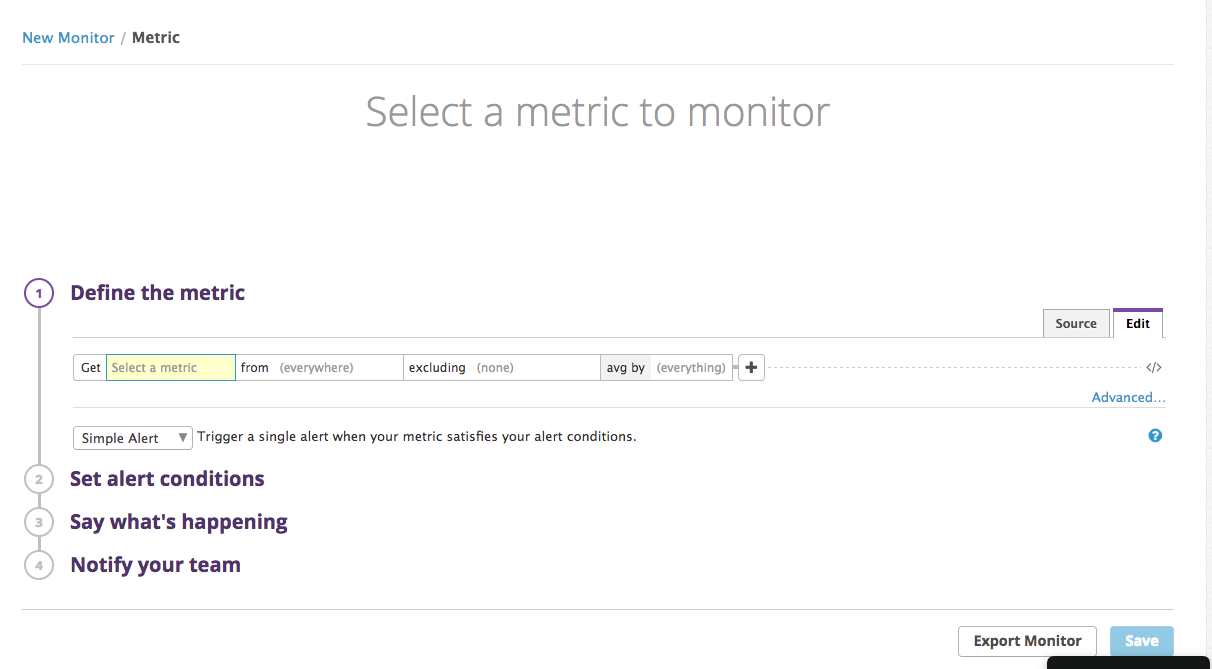 New Monitor / Metric
Select a metric to monitor
1 Define the metric
Source Edit
Get Select a metric from (everywhere) excluding (none) avg by (everything) + </>
Advanced...
Simple Alert ▼ Trigger a single alert when your metric satisfies your alert conditions. ?
2 Set alert conditions
3 Say what's happening
4 Notify your team
Export Monitor Save